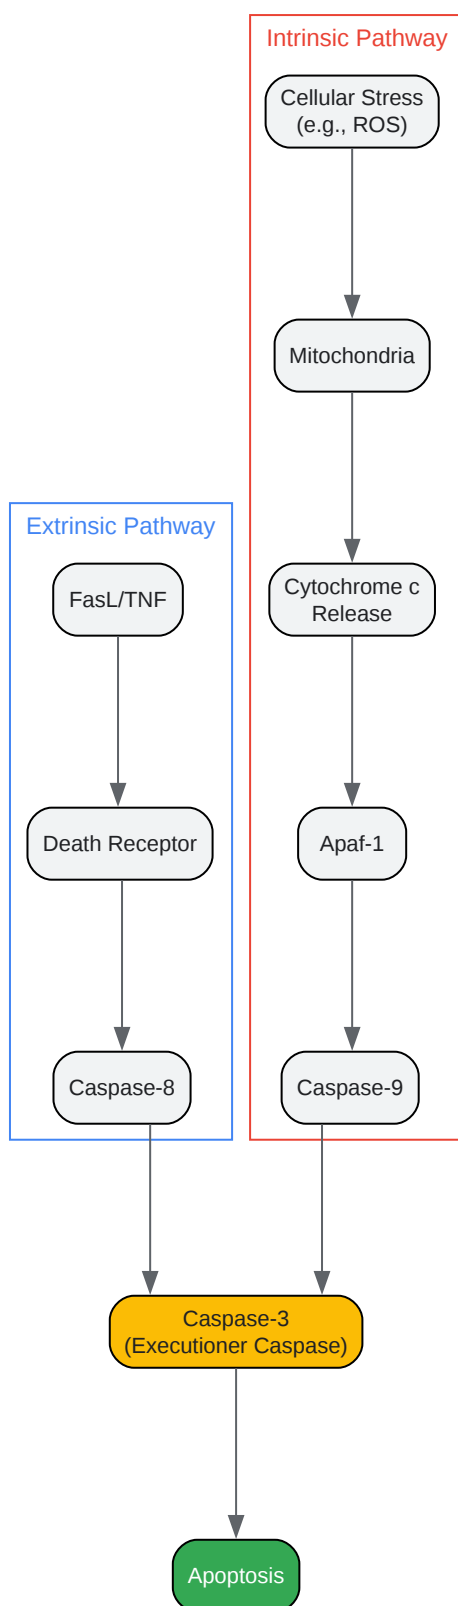 Intrinsic Pathway
Cellular Stress
(e.g., ROS)
Mitochondria
Cytochrome c
Release
Apaf-1
Caspase-9
Extrinsic Pathway
FasL/TNF
Death Receptor
Caspase-8
Caspase-3
(Executioner Caspase)
Apoptosis